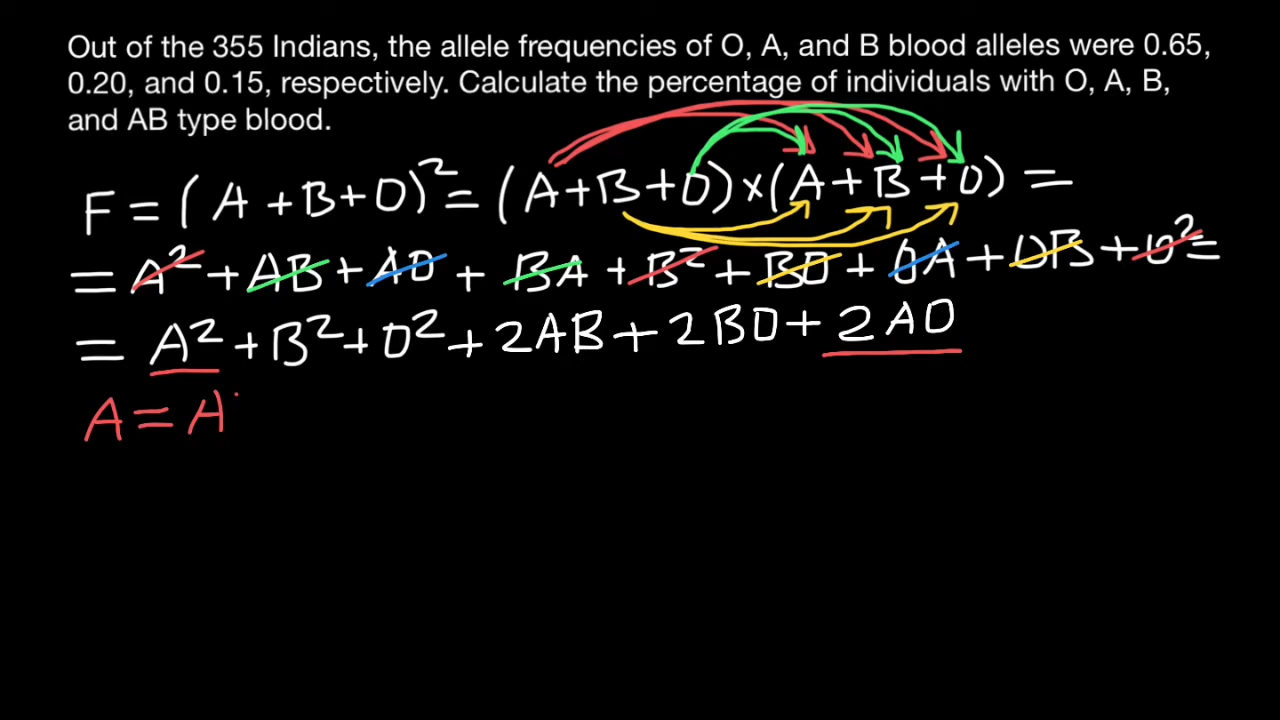 Out of the 355 Indians, the allele frequencies of O, A, and B blood alleles were 0.65,
0.20, and 0.15, respectively. Calculate the percentage of individuals with O, A, B,
and AB type blood.
F = (A + B + O)² = (A + B + O) × (A + B + O) =
= A² + AB + AO + BA + B² + BO + OA + OB + O² =
= A² + B² + O² + 2AB + 2BO + 2AO
A = A